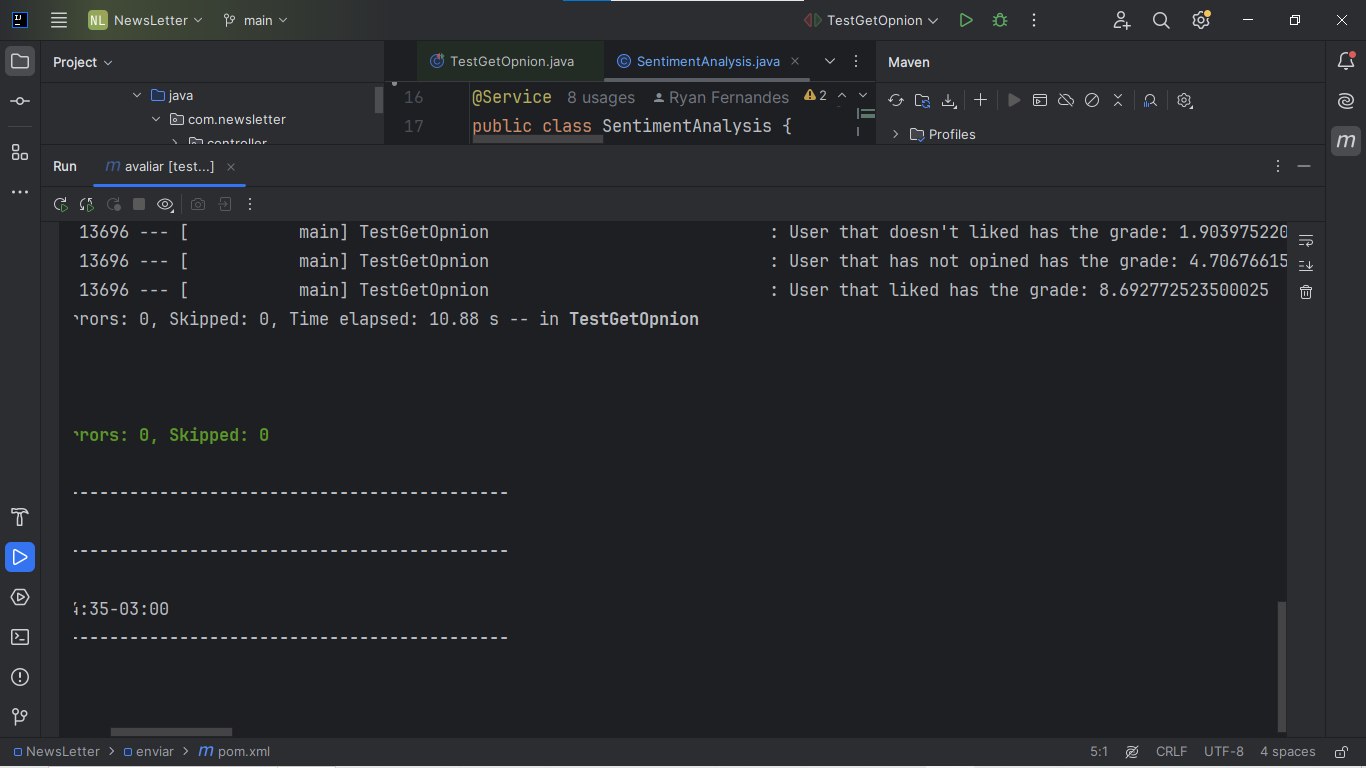 NL NewsLetter main TestGetOpnion
Project TestGetOpnion.java SentimentAnalysis.java Maven
java
com.newsletter
controller
16 @Service 8 usages Ryan Fernandes 2
17 public class SentimentAnalysis {
Profiles
m
Run m avaliar [test...]
13696 --- [ main] TestGetOpnion : User that doesn't liked has the grade: 1.903975220
13696 --- [ main] TestGetOpnion : User that has not opined has the grade: 4.70676615
13696 --- [ main] TestGetOpnion : User that liked has the grade: 8.692772523500025
rrors: 0, Skipped: 0, Time elapsed: 10.88 s -- in TestGetOpnion
rrors: 0, Skipped: 0
-------------------------------------------
-------------------------------------------
4:35-03:00
-------------------------------------------
NewsLetter > enviar > m pom.xml 5:1 CRLF UTF-8 4 spaces